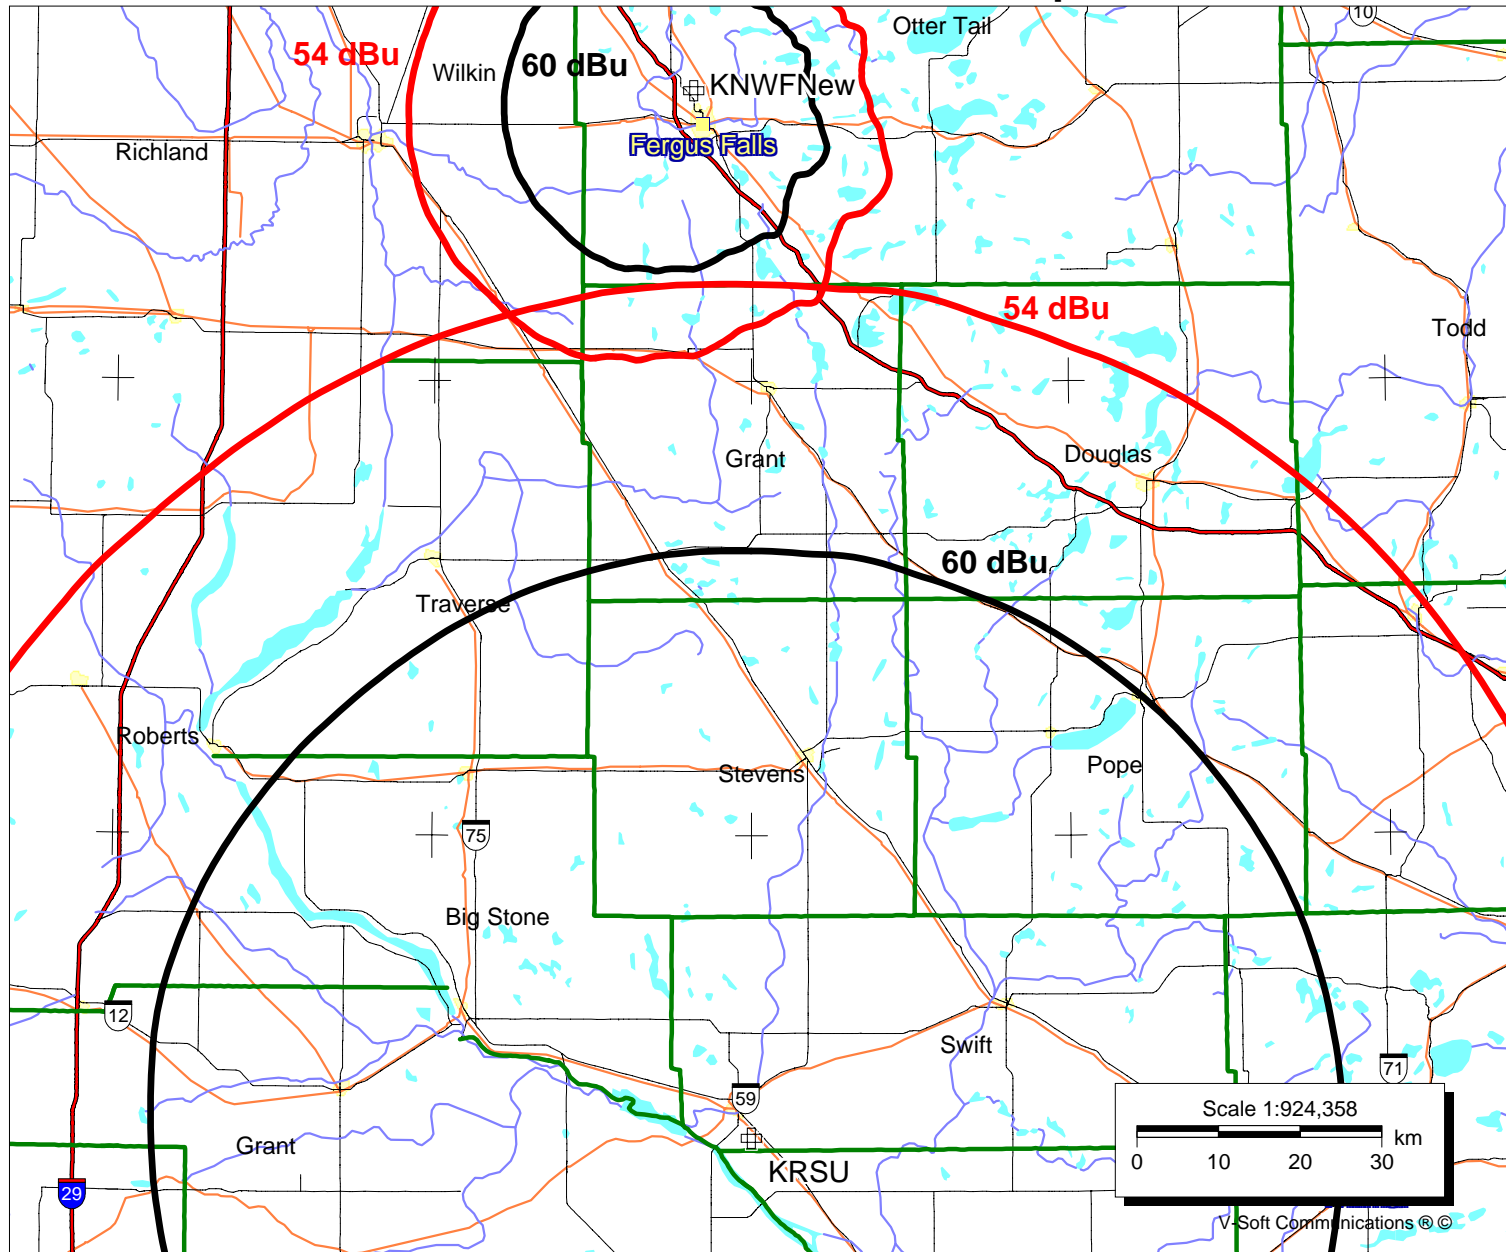 Otter Tail
10
54 dBu
60 dBu
Wilkin
KNWFNew
Fergus Falls
Richland
54 dBu
Todd
Grant
Douglas
60 dBu
Traverse
Roberts
Stevens
Pope
75
Big Stone
12
Swift
71
59
Scale 1:924,358
km
0 10 20 30
Grant
KRSU
29
V-Soft Communications ® ©